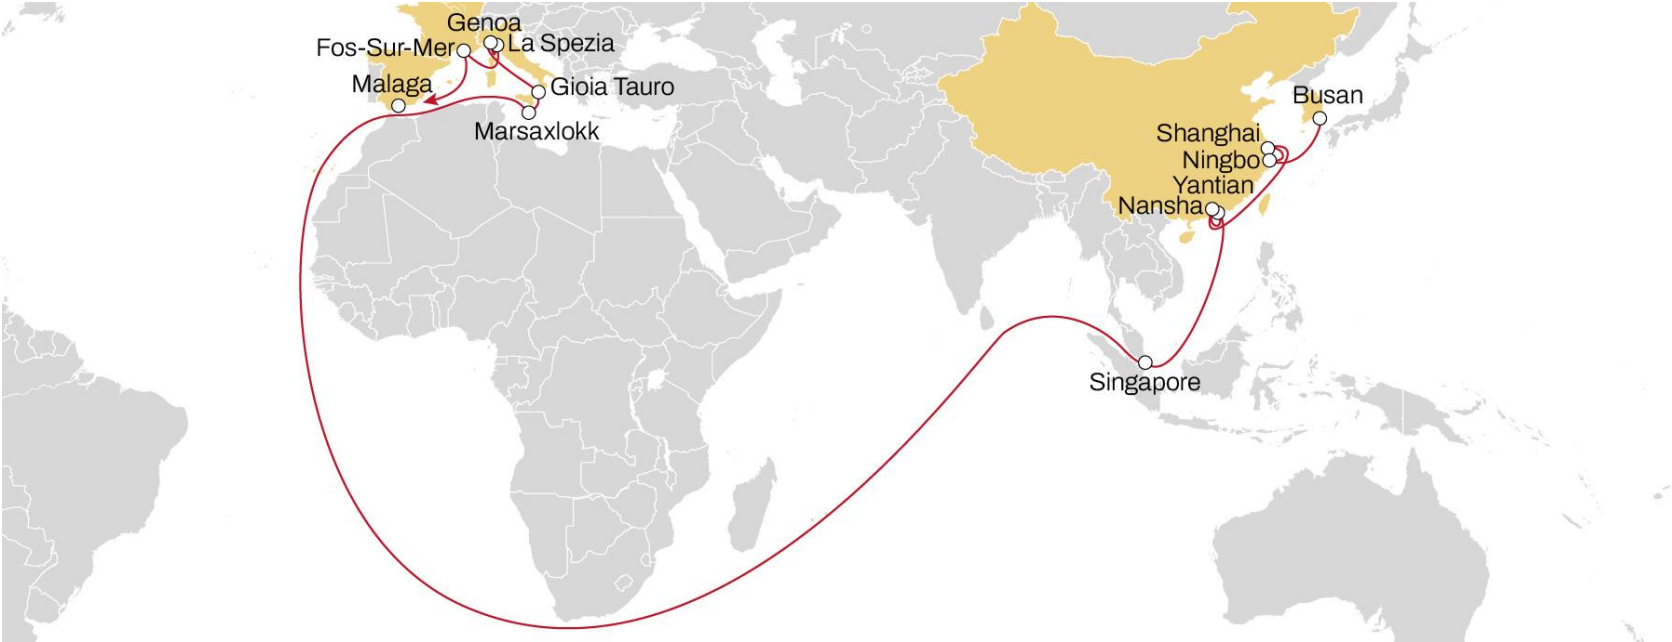 Genoa
Fos-Sur-Mer
La Spezia
Malaga
Gioia Tauro
Marsaxlokk
Busan
Shanghai
Ningbo
Yantian
Nansha
Singapore